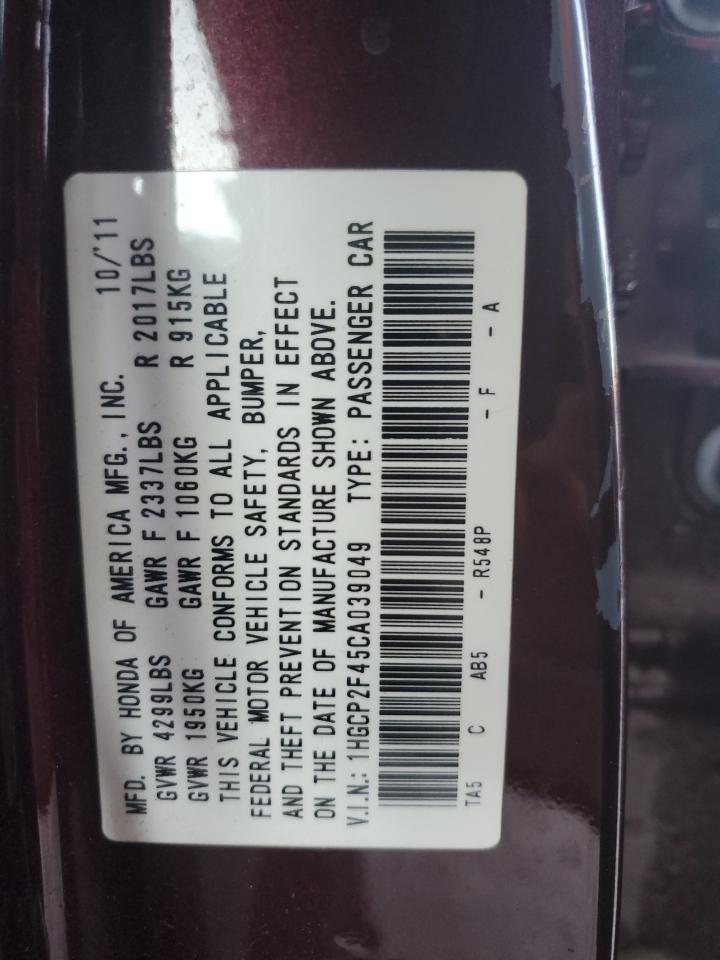 MFD. BY HONDA OF AMERICA MFG., INC. 10/'11
GVWR 4299LBS GAWR F 2337LBS R 2017LBS
GVWR 1950KG GAWR F 1060KG R 915KG
THIS VEHICLE CONFORMS TO ALL APPLICABLE
FEDERAL MOTOR VEHICLE SAFETY, BUMPER,
AND THEFT PREVENTION STANDARDS IN EFFECT
ON THE DATE OF MANUFACTURE SHOWN ABOVE.
V.I.N.: 1HGCP2F45CA039049 TYPE: PASSENGER CAR
TA5 C AB5 - R548P - F - A